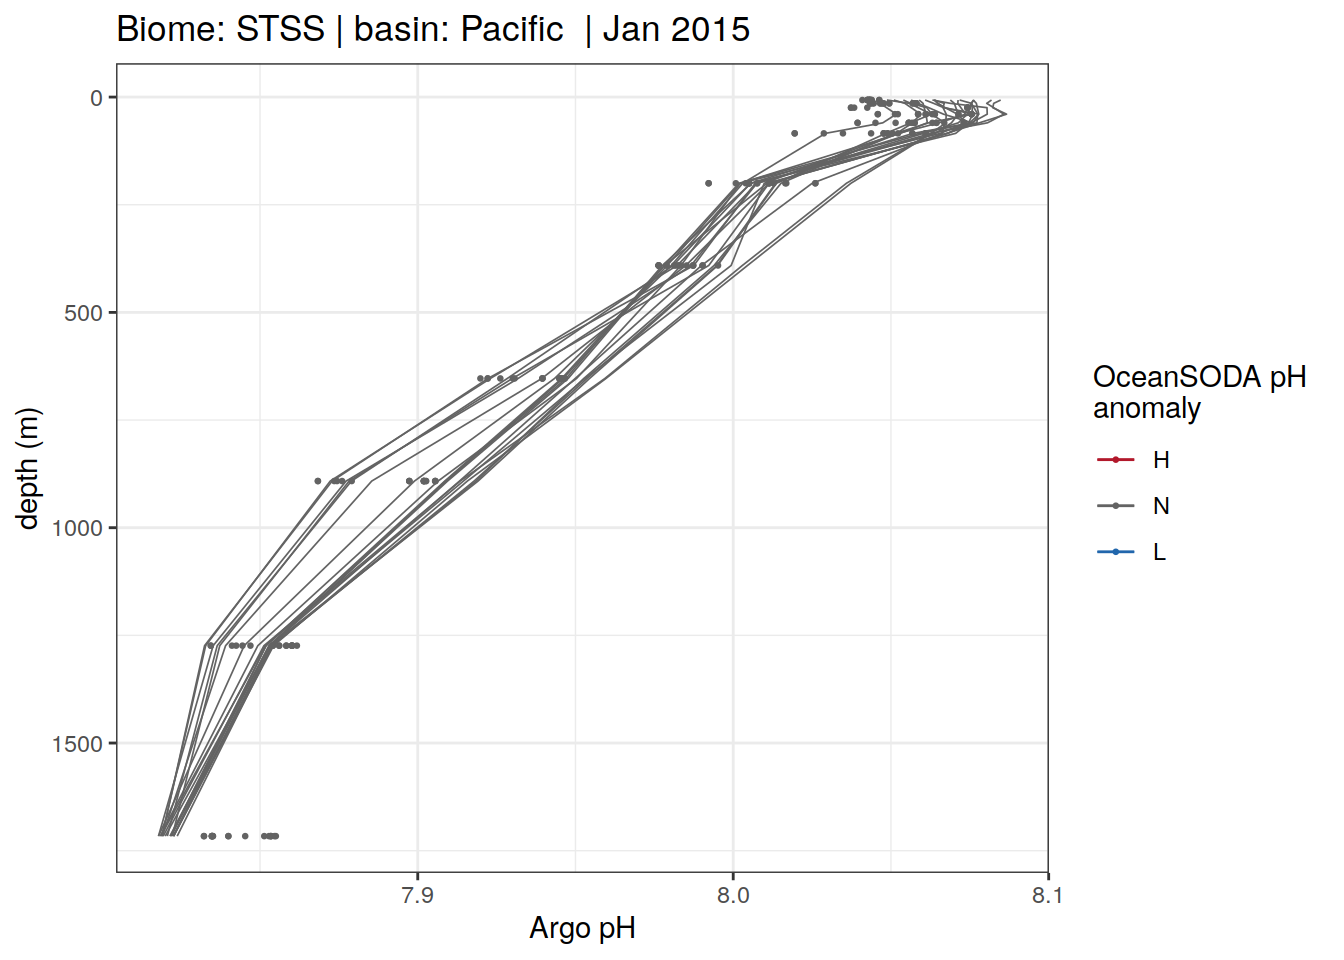 Biome: STSS | basin: Pacific  | Jan 2015
0
500
1000
1500
depth (m)
7.9
8.0
8.1
Argo pH
OceanSODA pH
anomaly
H
N
L